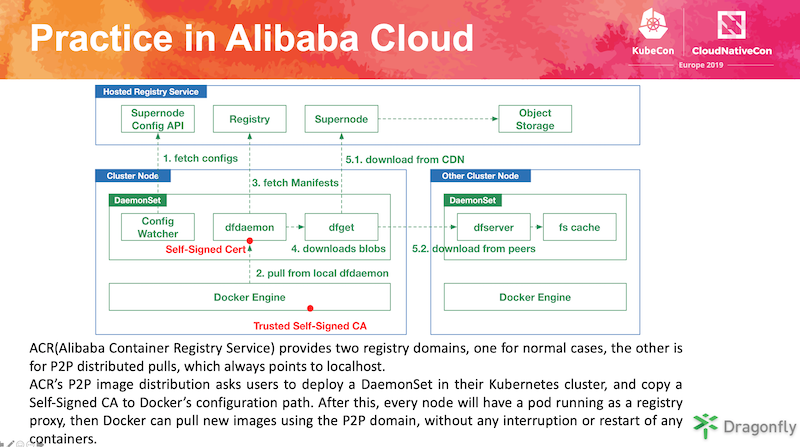 Practice in Alibaba Cloud
KubeCon
CloudNativeCon
Europe 2019
Hosted Registry Service
Supernode
Config API
Registry
Supernode
Object
Storage
1. fetch configs
5.1. download from CDN
Cluster Node
Other Cluster Node
3. fetch Manifests
DaemonSet
DaemonSet
Config
Watcher
dfdaemon
dfget
dfserver
fs cache
Self-Signed Cert
4. downloads blobs
5.2. download from peers
2. pull from local dfdaemon
Docker Engine
Docker Engine
Trusted Self-Signed CA
ACR(Alibaba Container Registry Service) provides two registry domains, one for normal cases, the other is
for P2P distributed pulls, which always points to localhost.
ACR's P2P image distribution asks users to deploy a DaemonSet in their Kubernetes cluster, and copy a
Self-Signed CA to Docker's configuration path. After this, every node will have a pod running as a registry
proxy, then Docker can pull new images using the P2P domain, without any interruption or restart of any
containers.
Dragonfly